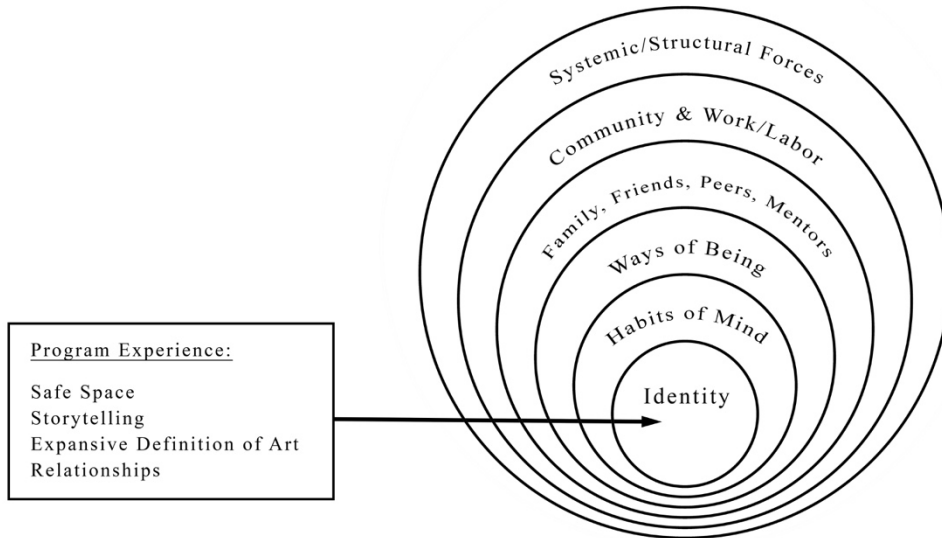 Systemic/Structural Forces
Community & Work/Labor
Family, Friends, Peers, Mentors
Ways of Being
Habits of Mind
Identity
Program Experience:
Safe Space
Storytelling
Expansive Definition of Art
Relationships